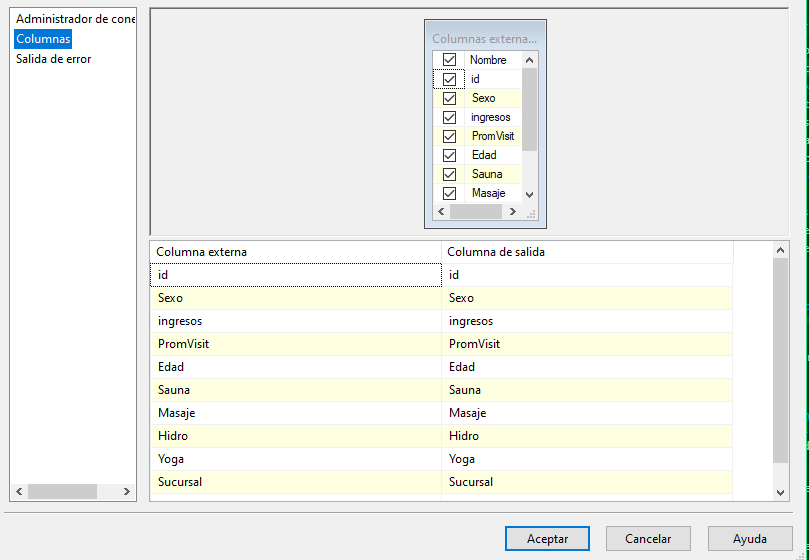 Administrador de cone
Columnas
Salida de error
Columnas externa...
Nombre
id
Sexo
ingresos
PromVisit
Edad
Sauna
Masaje
Columna externa Columna de salida
id id
Sexo Sexo
ingresos ingresos
PromVisit PromVisit
Edad Edad
Sauna Sauna
Masaje Masaje
Hidro Hidro
Yoga Yoga
Sucursal Sucursal
Aceptar Cancelar Ayuda